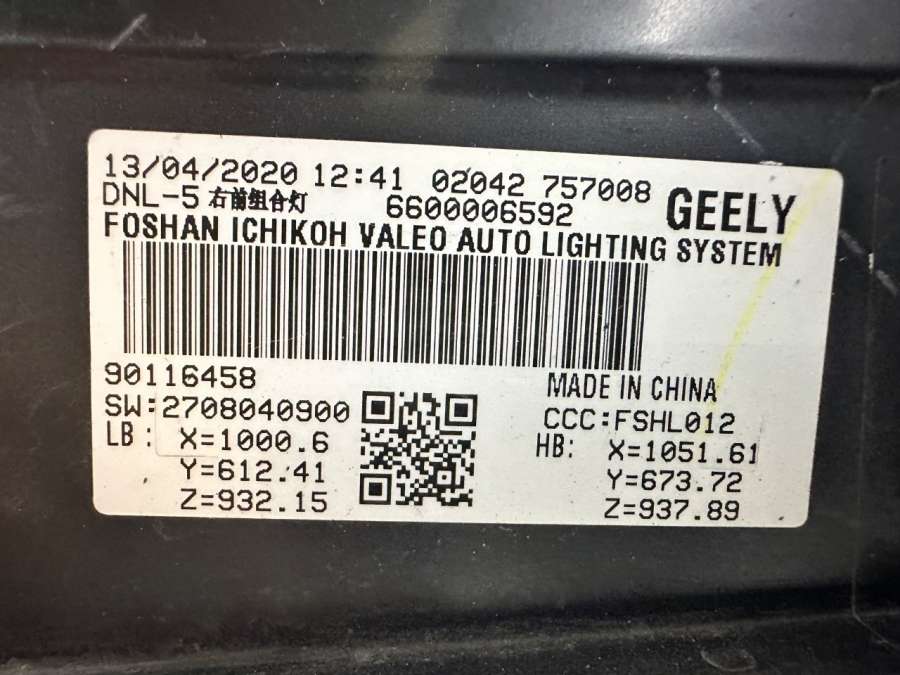 13/04/2020 12:41 02042 757008
DNL-5 右前组合灯 6600006592 GEELY
FOSHAN ICHIKOH VALEO AUTO LIGHTING SYSTEM
90116458 MADE IN CHINA
SW:2708040900 CCC:FSHL012
LB: X=1000.6 HB: X=1051.61
Y=612.41 Y=673.72
Z=932.15 Z=937.89